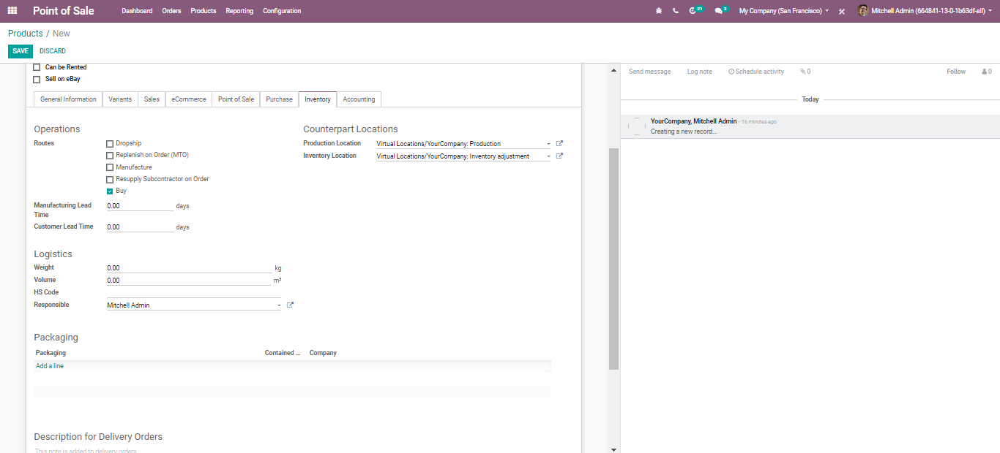 Point of Sale Dashboard Orders Products Reporting Configuration 21 2 My Company (San Francisco) Mitchell Admin (664841-13-0-1b63df-all)
Products / New
SAVE DISCARD
Can be Rented
Sell on eBay
General Information Variants Sales eCommerce Point of Sale Purchase Inventory Accounting
Operations
Routes
Dropship
Replenish on Order (MTO)
Manufacture
Resupply Subcontractor on Order
Buy
Manufacturing Lead Time 0.00 days
Customer Lead Time 0.00 days
Counterpart Locations
Production Location Virtual Locations/YourCompany: Production
Inventory Location Virtual Locations/YourCompany: Inventory adjustment
Logistics
Weight 0.00 kg
Volume 0.00 m³
HS Code
Responsible Mitchell Admin
Packaging
Packaging Contained ... Company
Add a line
Description for Delivery Orders
This note is added to delivery orders
Send message Log note Schedule activity 0 Follow 0
Today
YourCompany, Mitchell Admin - 16 minutes ago
Creating a new record...